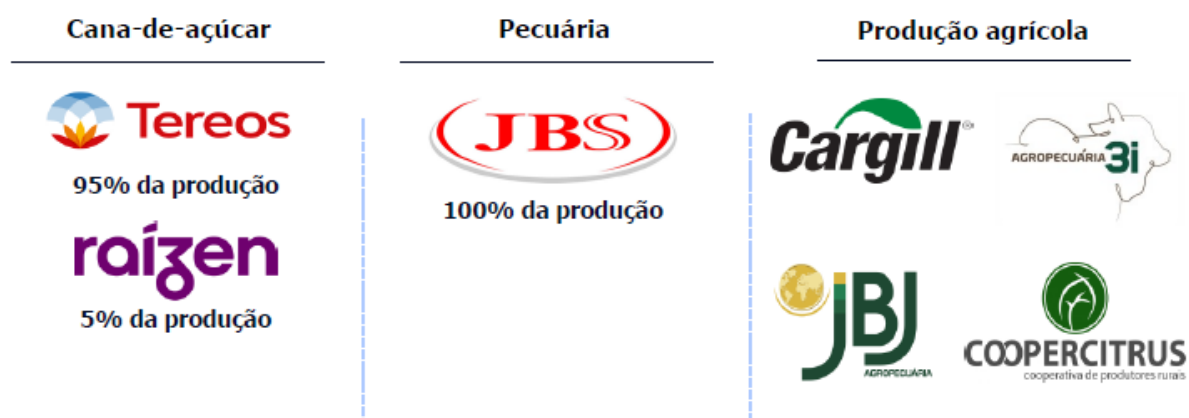 Cana-de-açúcar
Tereos
95% da produção
raízen
5% da produção
Pecuária
JBS
100% da produção
Produção agrícola
Cargill®
AGROPECUÁRIA 3i
JBJ
AGROPECUÁRIA
COOPERCITRUS
cooperativa de produtores rurais